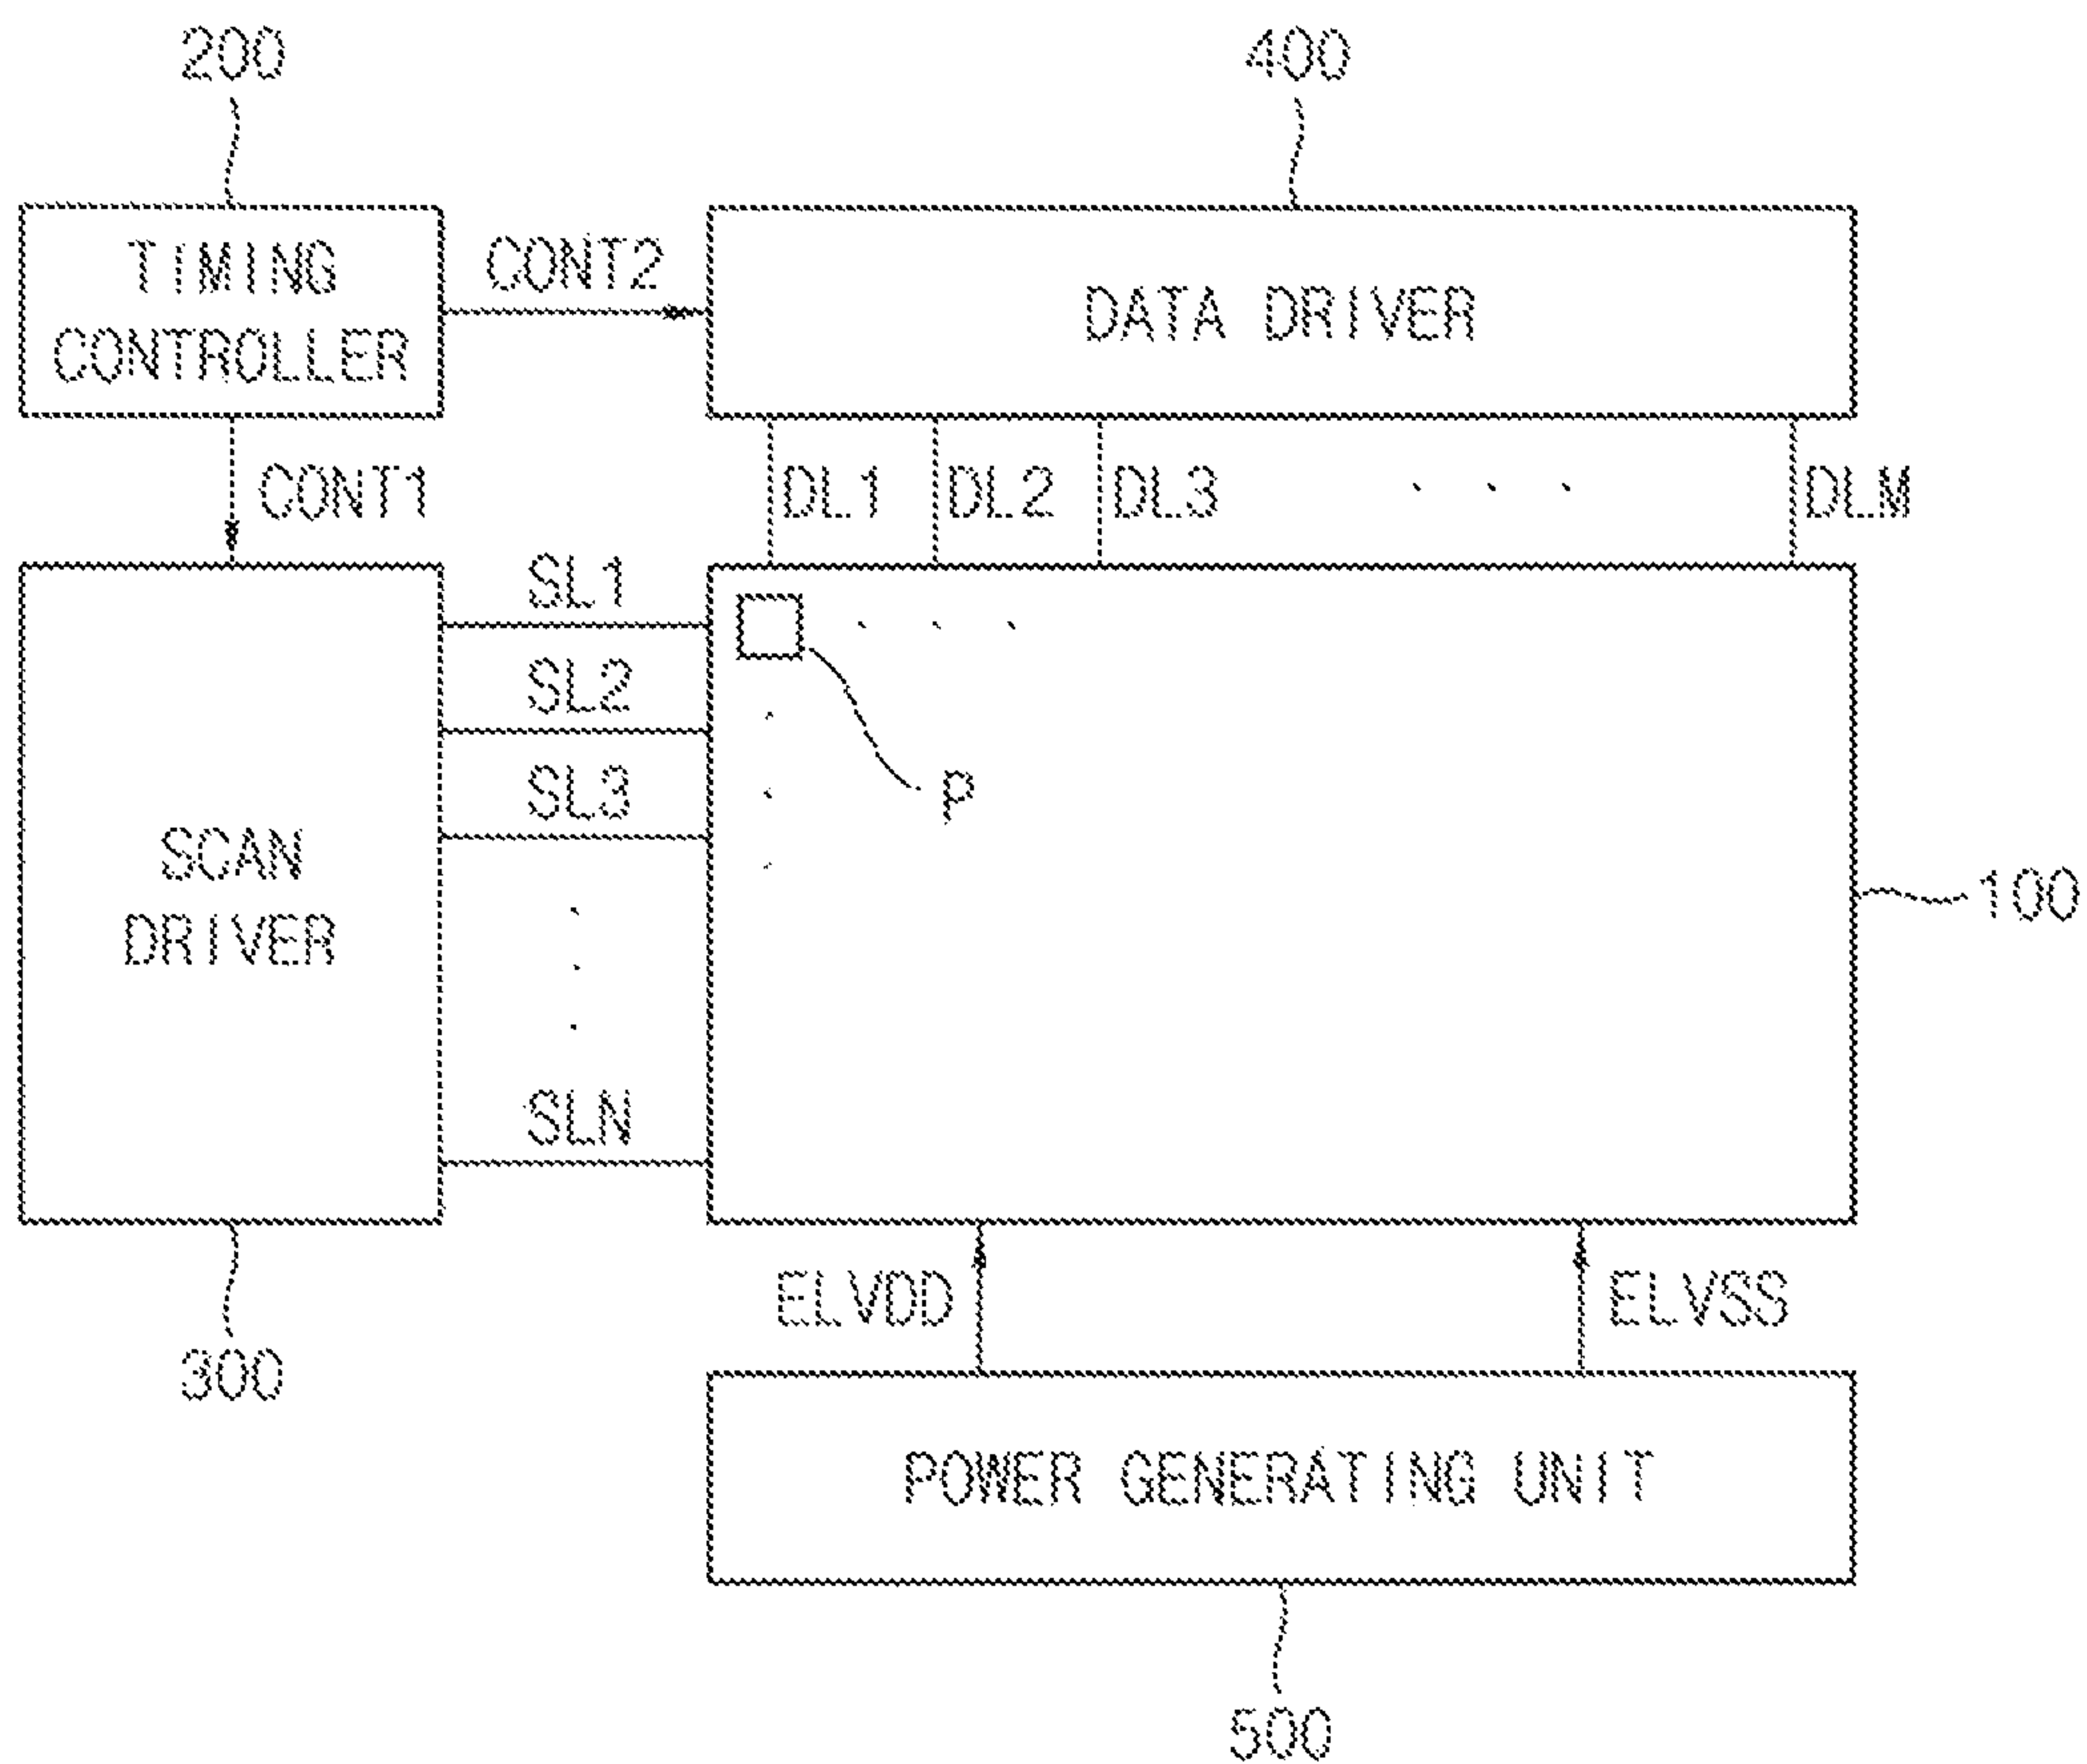 200
400
TIMING
CONTROLLER
CONT2
DATA DRIVER
CONT1
DL1
DL2
DL3
. . .
DLM
SL1
SL2
SL3
SLN
P
SCAN
DRIVER
100
ELVDD
ELVSS
300
POWER GENERATING UNIT
500